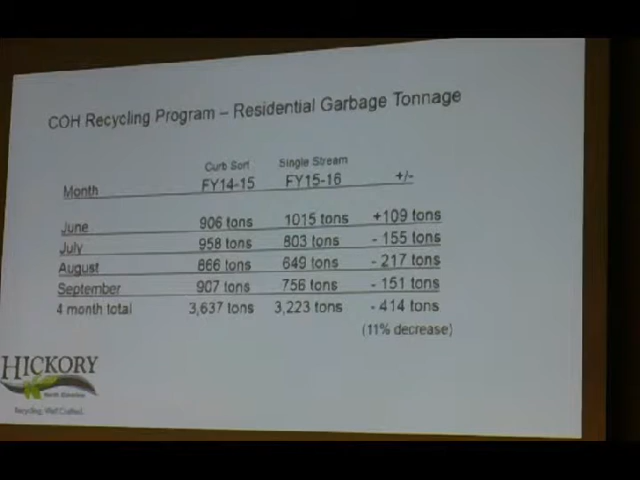 COH Recycling Program – Residential Garbage Tonnage
Curb Sort Single Stream
Month FY14-15 FY15-16 +/-
June 906 tons 1015 tons +109 tons
July 958 tons 803 tons - 155 tons
August 866 tons 649 tons - 217 tons
September 907 tons 756 tons - 151 tons
4 month total 3,637 tons 3,223 tons - 414 tons
(11% decrease)
HICKORY
North Carolina